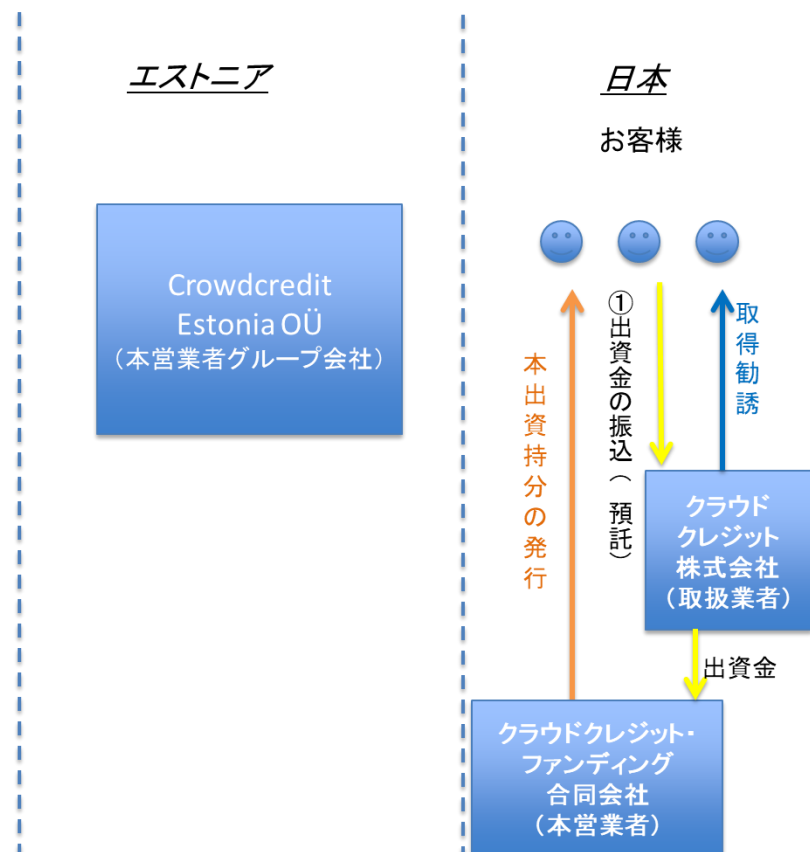 エストニア
日本
お客様
Crowdcredit
Estonia OÜ
（本営業者グループ会社）
本出資持分の発行
①出資金の振込（預託）
取得勧誘
クラウド
クレジット
株式会社
（取扱業者）
出資金
クラウドクレジット・
ファンディング
合同会社
（本営業者）